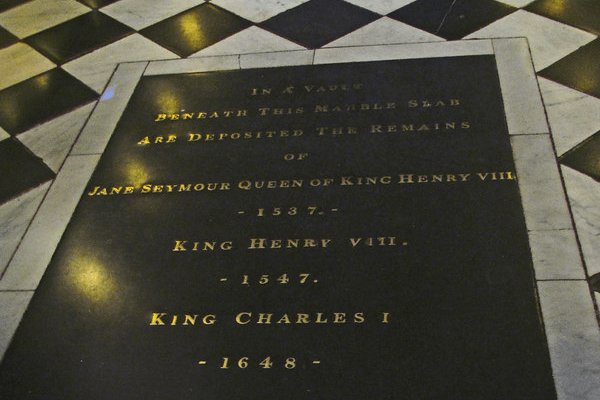 In A Vault
Beneath This Marble Slab
Are Deposited The Remains
of
Jane Seymour Queen of King Henry VIII
- 1537. -
King Henry VIII.
- 1547.
King Charles I
- 1648 -